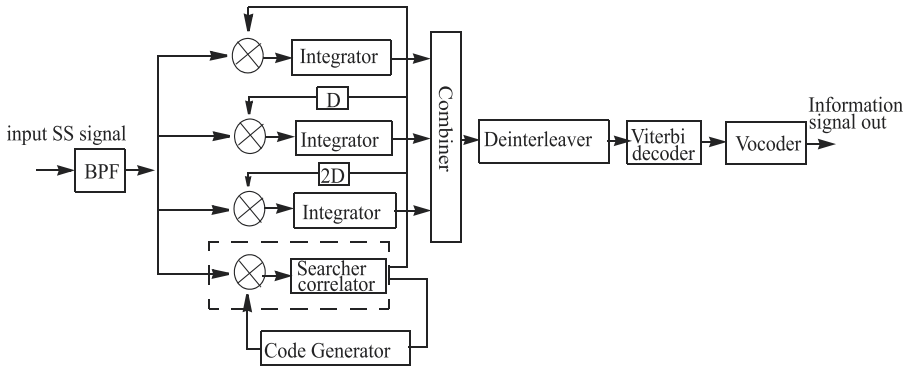 Integrator
D
Combiner
Information
signal out
input SS signal
BPF
Integrator
Deinterleaver
Viterbi
decoder
Vocoder
2D
Integrator
Searcher
correlator
Code Generator